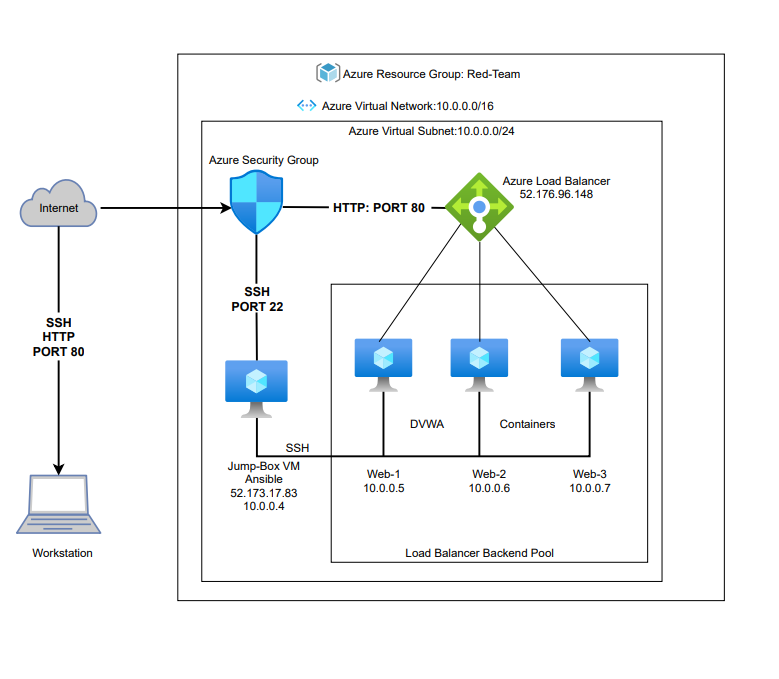 Azure Resource Group: Red-Team
Azure Virtual Network:10.0.0.0/16
Azure Virtual Subnet:10.0.0.0/24
Azure Security Group
Azure Load Balancer
52.176.96.148
Internet
HTTP: PORT 80
SSH
PORT 22
SSH
HTTP
PORT 80
DVWA
Containers
SSH
Jump-Box VM
Ansible
52.173.17.83
10.0.0.4
Web-1
10.0.0.5
Web-2
10.0.0.6
Web-3
10.0.0.7
Workstation
Load Balancer Backend Pool